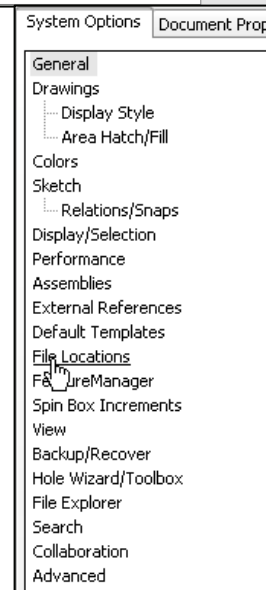 System Options
Document Prop
General
Drawings
Display Style
Area Hatch/Fill
Colors
Sketch
Relations/Snaps
Display/Selection
Performance
Assemblies
External References
Default Templates
File Locations
FeatureManager
Spin Box Increments
View
Backup/Recover
Hole Wizard/Toolbox
File Explorer
Search
Collaboration
Advanced